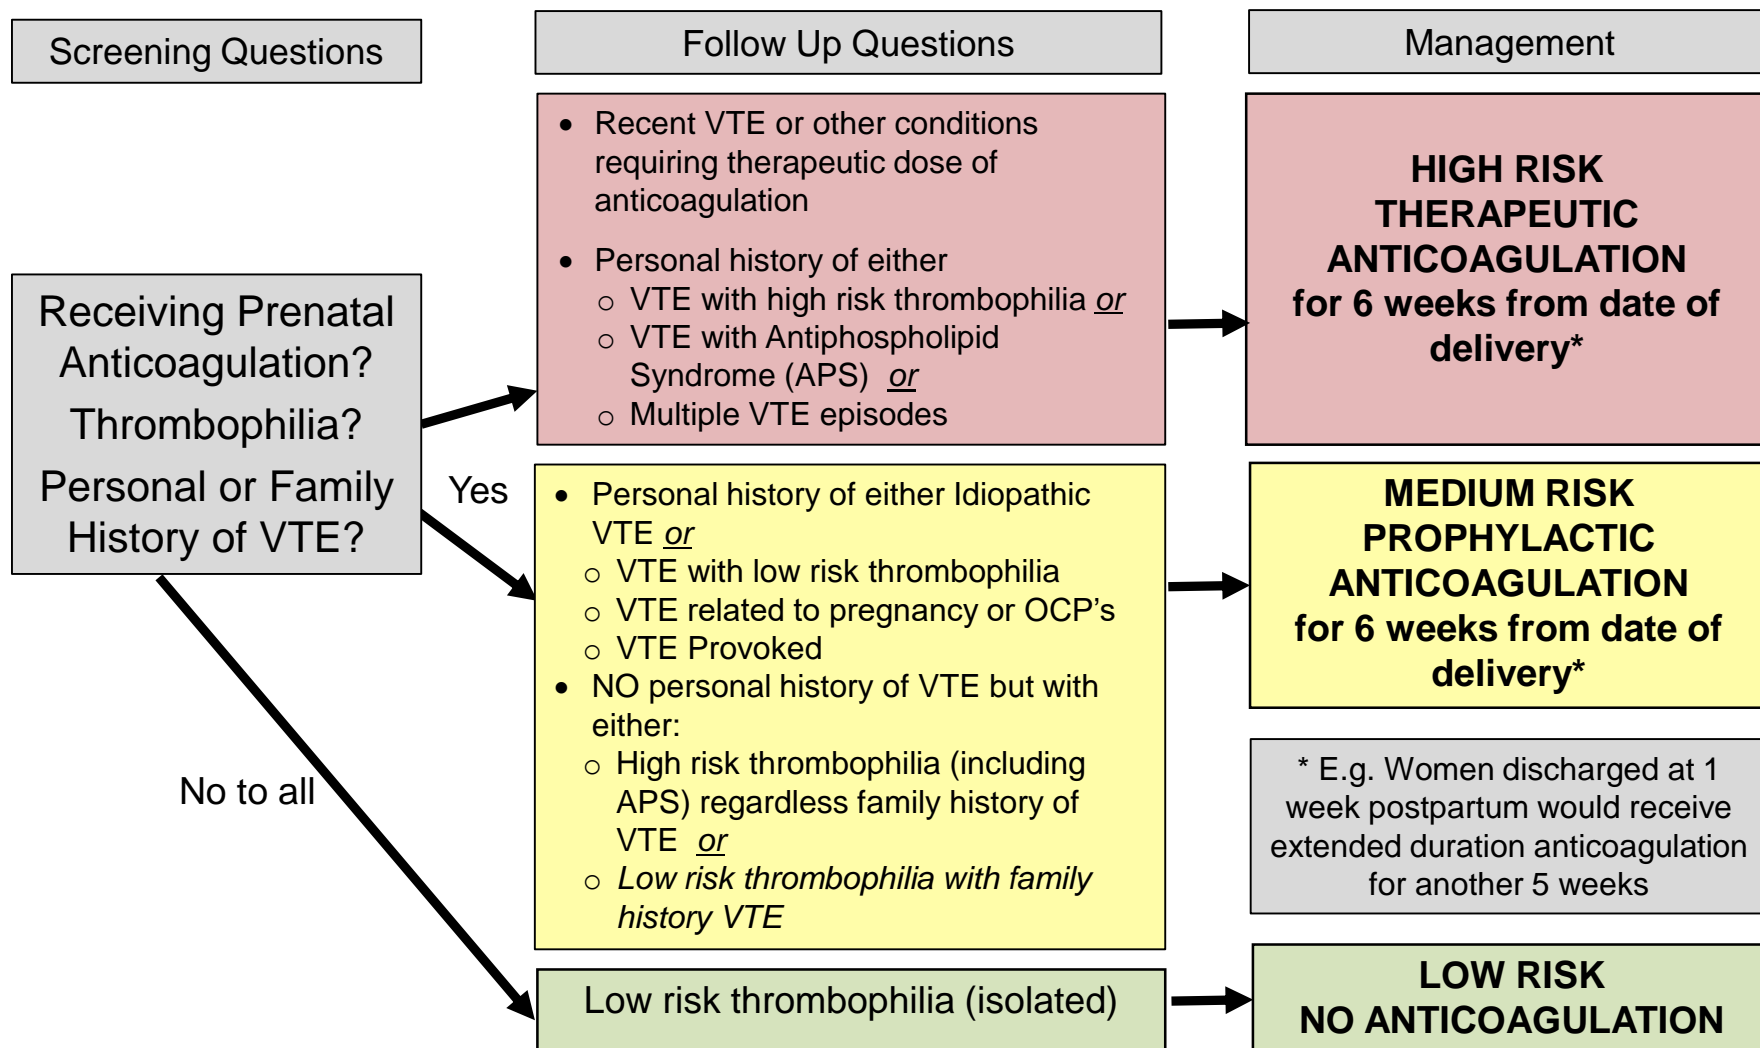 Screening Questions
Follow Up Questions
Management
Receiving Prenatal
Anticoagulation?
Thrombophilia?
Personal or Family
History of VTE?
Yes
No to all
• Recent VTE or other conditions
requiring therapeutic dose of
anticoagulation
• Personal history of either
o VTE with high risk thrombophilia or
o VTE with Antiphospholipid
Syndrome (APS) or
o Multiple VTE episodes
HIGH RISK
THERAPEUTIC
ANTICOAGULATION
for 6 weeks from date of
delivery*
• Personal history of either Idiopathic
VTE or
o VTE with low risk thrombophilia
o VTE related to pregnancy or OCP’s
o VTE Provoked
• NO personal history of VTE but with
either:
o High risk thrombophilia (including
APS) regardless family history of
VTE or
o Low risk thrombophilia with family
history VTE
MEDIUM RISK
PROPHYLACTIC
ANTICOAGULATION
for 6 weeks from date of
delivery*
* E.g. Women discharged at 1
week postpartum would receive
extended duration anticoagulation
for another 5 weeks
Low risk thrombophilia (isolated)
LOW RISK
NO ANTICOAGULATION